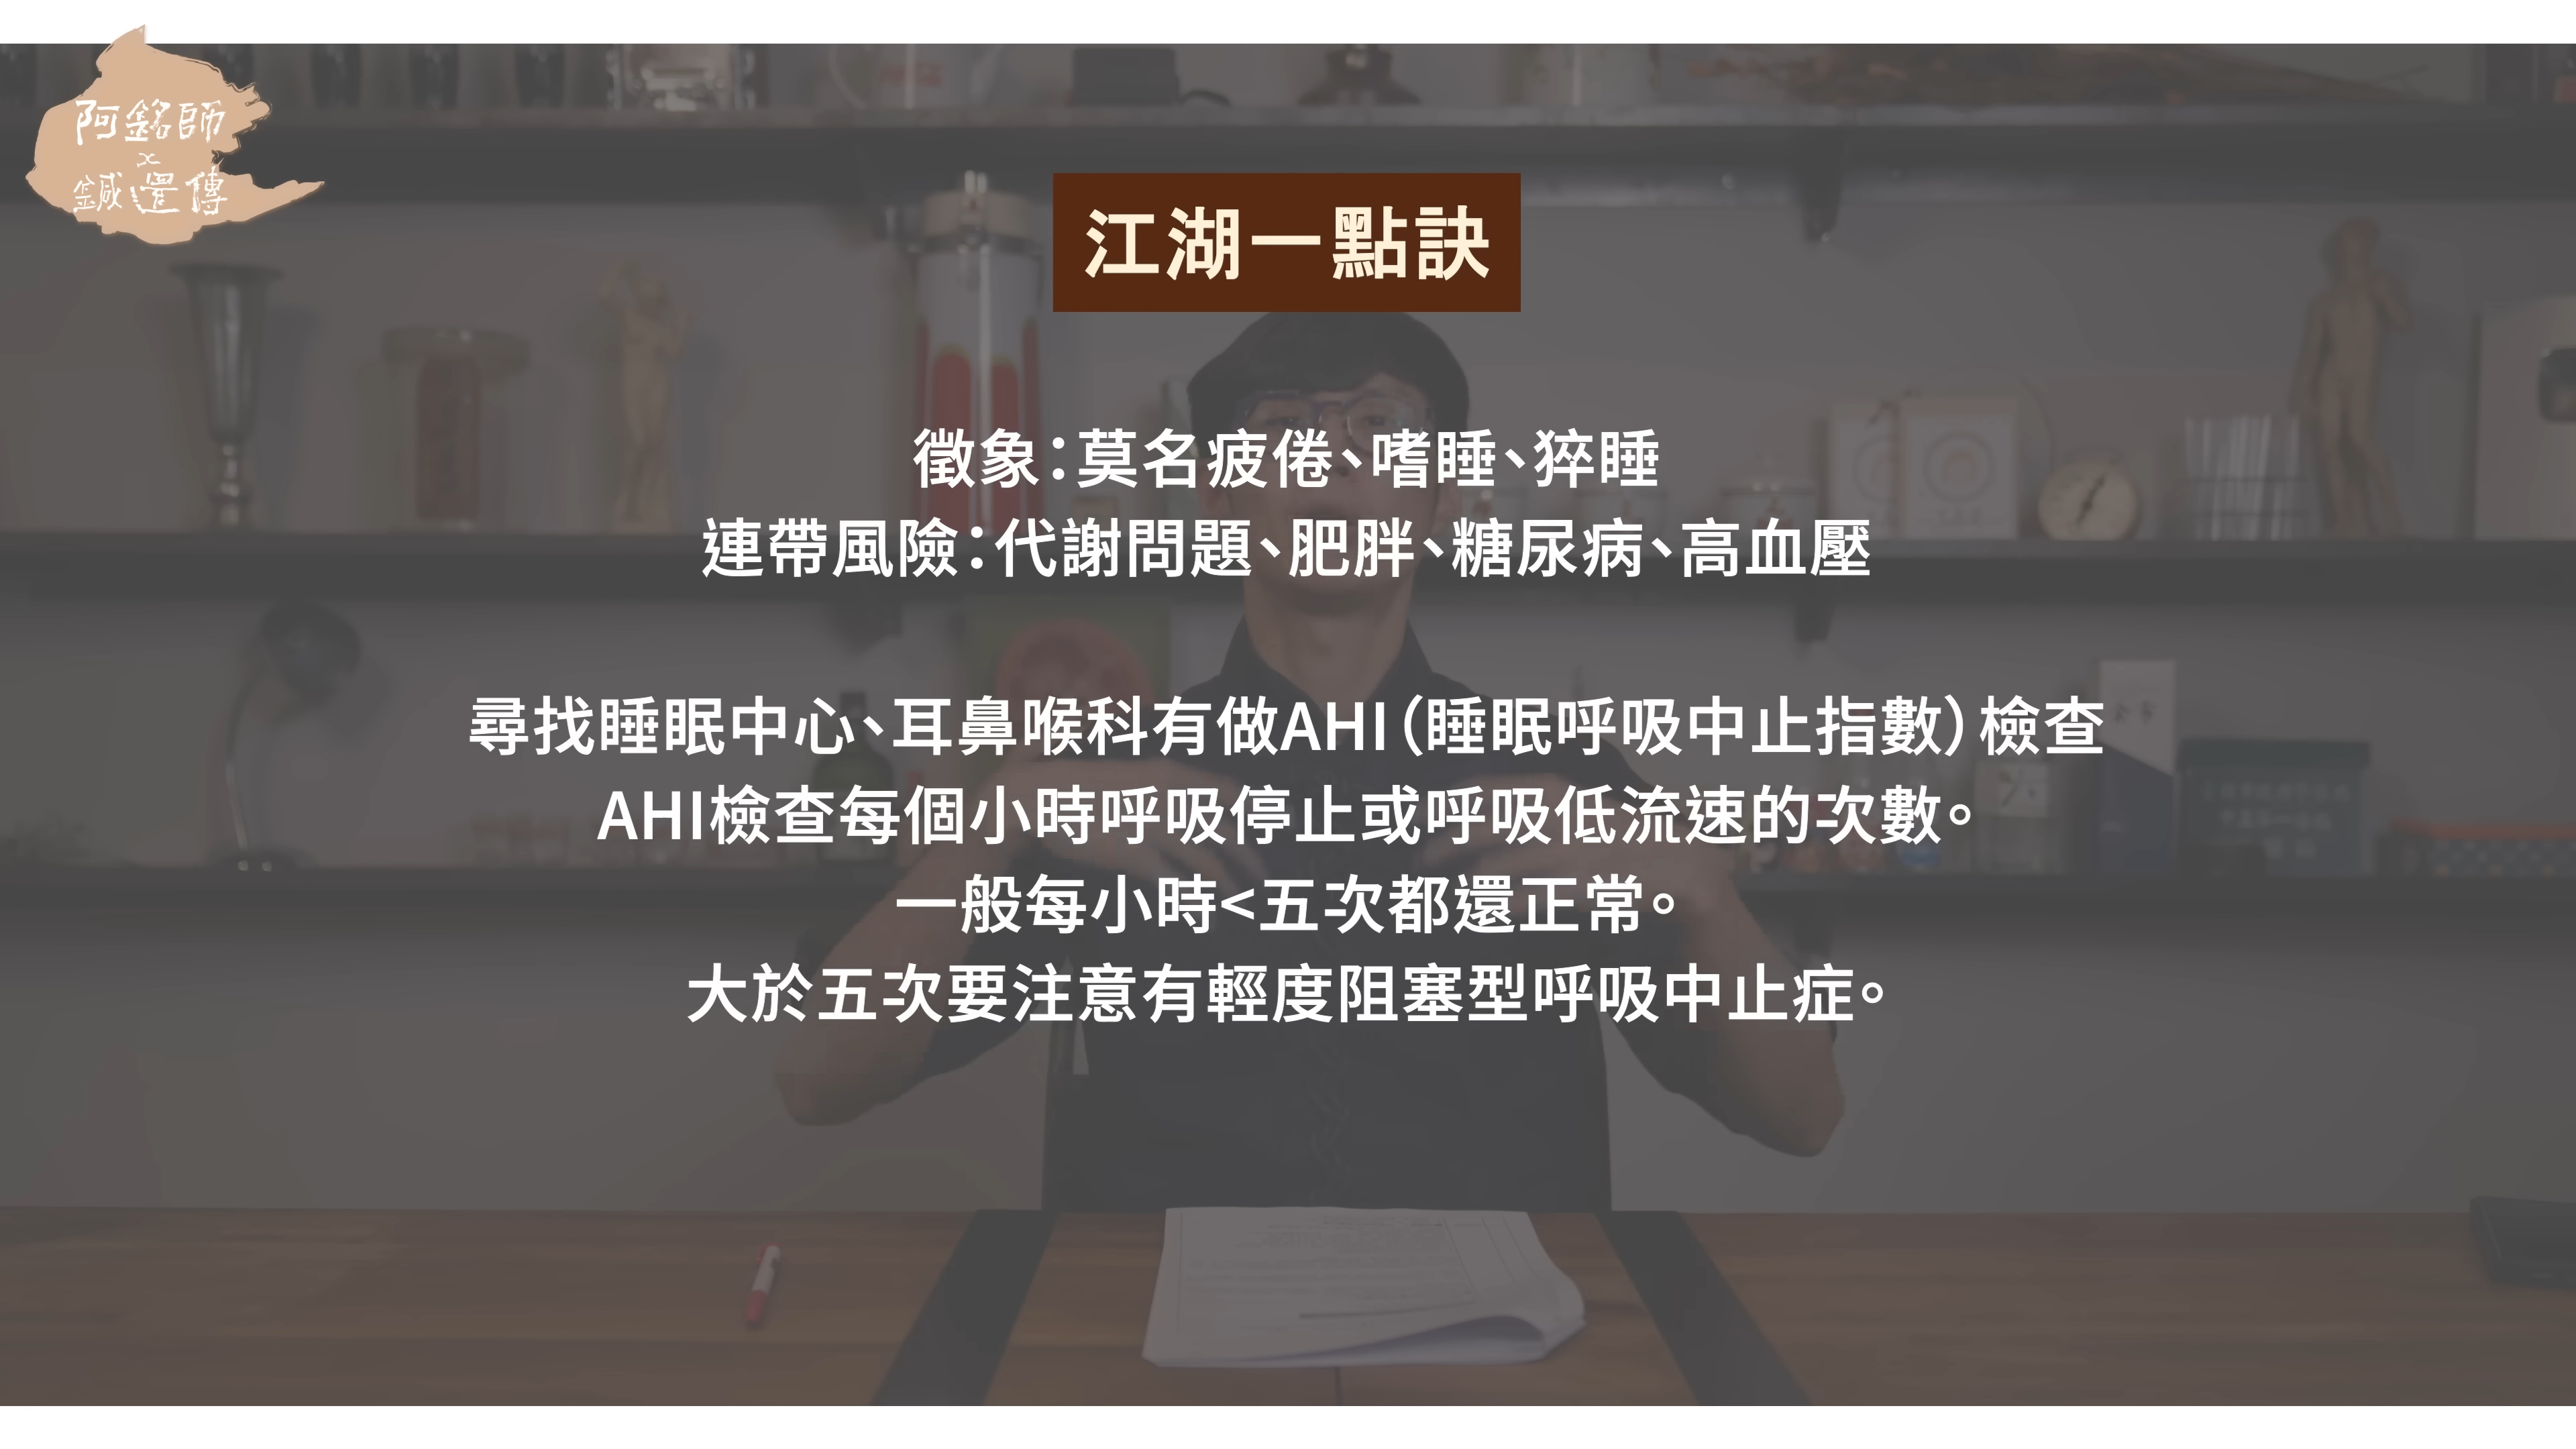 阿銘師
x
鍼邆傳
江湖一點訣
徵象：莫名疲倦、嗜睡、猝睡
連帶風險：代謝問題、肥胖、糖尿病、高血壓
尋找睡眠中心、耳鼻喉科有做AHI（睡眠呼吸中止指數）檢查
AHI檢查每個小時呼吸停止或呼吸低流速的次數。
一般每小時<五次都還正常。
大於五次要注意有輕度阻塞型呼吸中止症。